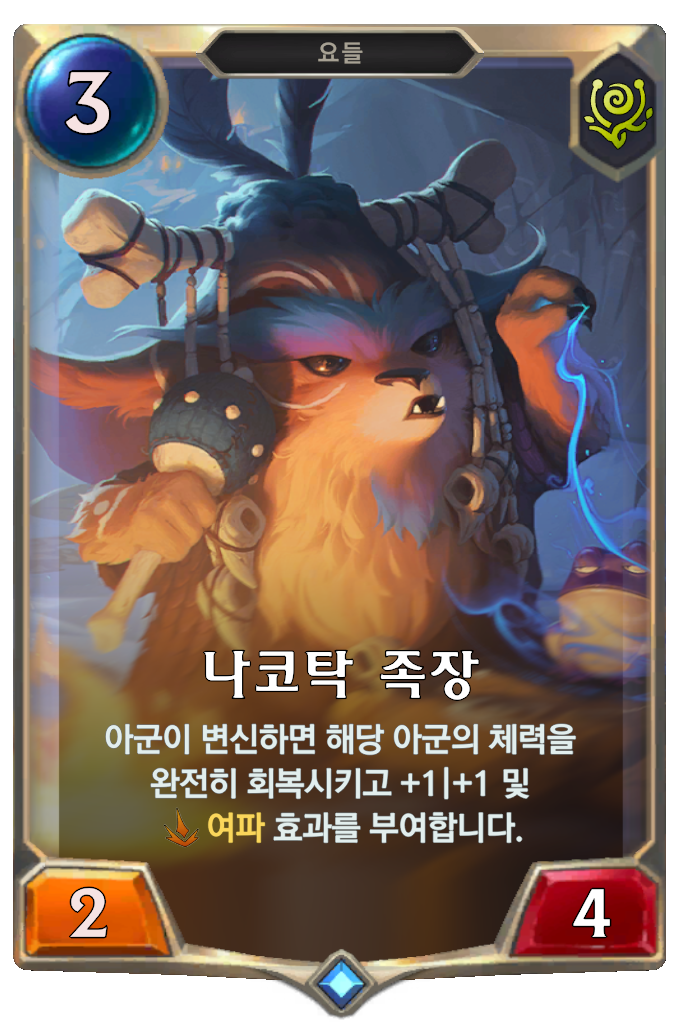 3
요들
나코탁 족장
아군이 변신하면 해당 아군의 체력을
완전히 회복시키고 +1|+1 및
여파 효과를 부여합니다.
2
4